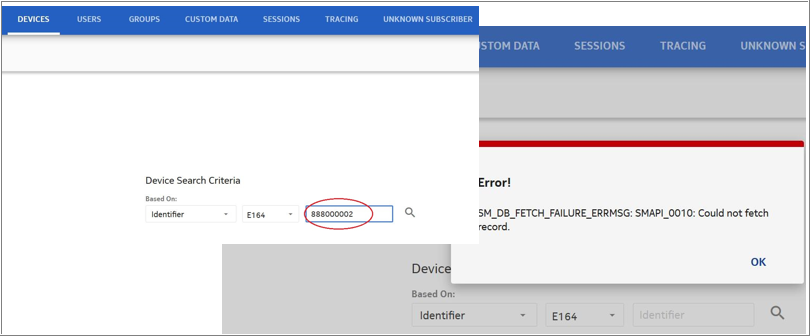 DEVICES USERS GROUPS CUSTOM DATA SESSIONS TRACING UNKNOWN SUBSCRIBER
Device Search Criteria
Based On:
Identifier E164 888000002
STOM DATA SESSIONS TRACING UNKNOWN S
Error!
SM_DB_FETCH_FAILURE_ERRMSG: SMAPI_0010: Could not fetch
record.
OK
Device
Based On:
Identifier E164 Identifier